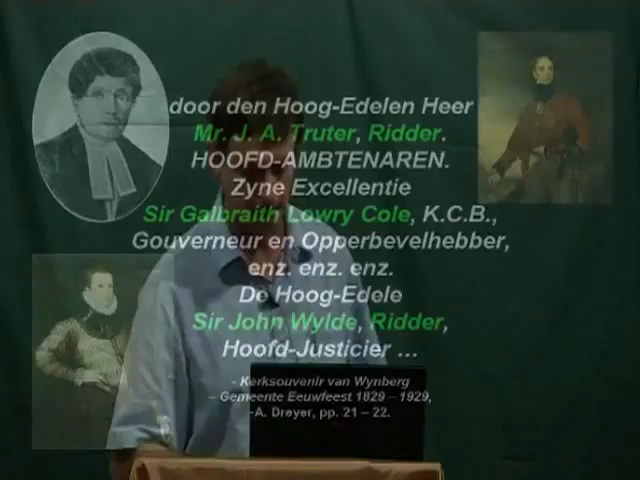 door den Hoog-Edelen Heer
Mr. J. A. Truter, Ridder.
HOOFD-AMBTENAREN.
Zyne Excellentie
Sir Galbraith Lowry Cole, K.C.B.,
Gouverneur en Opperbevelhebber,
enz. enz. enz.
De Hoog-Edele
Sir John Wylde, Ridder,
Hoofd-Justicier ...
- Kerksouvenir van Wynberg
– Gemeente Eeuwfeest 1829 – 1929,
-A. Dreyer, pp. 21 – 22.